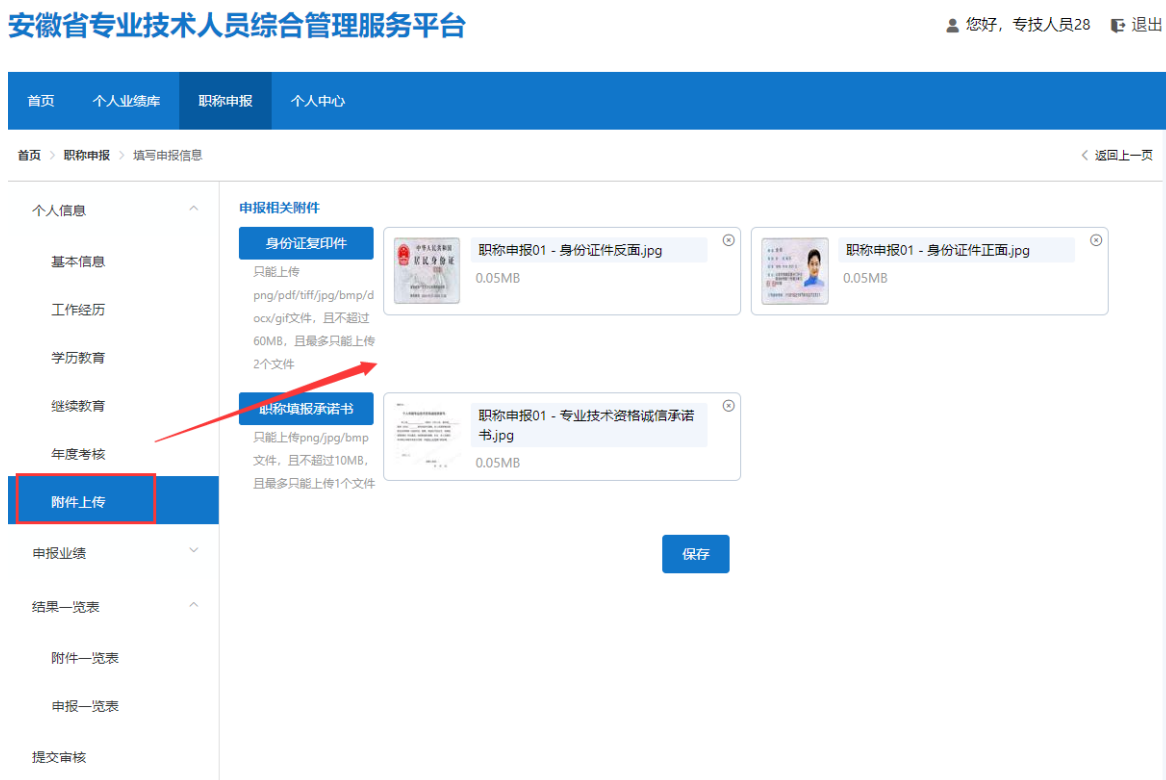 安徽省专业技术人员综合管理服务平台
您好，专技人员28
退出
首页
个人业绩库
职称申报
个人中心
首页
职称申报
填写申报信息
返回上一页
个人信息
基本信息
工作经历
学历教育
继续教育
年度考核
附件上传
申报业绩
结果一览表
附件一览表
申报一览表
提交审核
申报相关附件
身份证复印件
只能上传
png/pdf/tiff/jpg/bmp/d
ocx/gif文件，且不超过
60MB，且最多只能上传
2个文件
中华人民共和国
居民身份证
职称申报01 - 身份证件反面.jpg
0.05MB
职称申报01 - 身份证件正面.jpg
0.05MB
职称填报承诺书
只能上传png/jpg/bmp
文件，且不超过10MB，
且最多只能上传1个文件
职称申报01 - 专业技术资格诚信承诺
书.jpg
0.05MB
保存